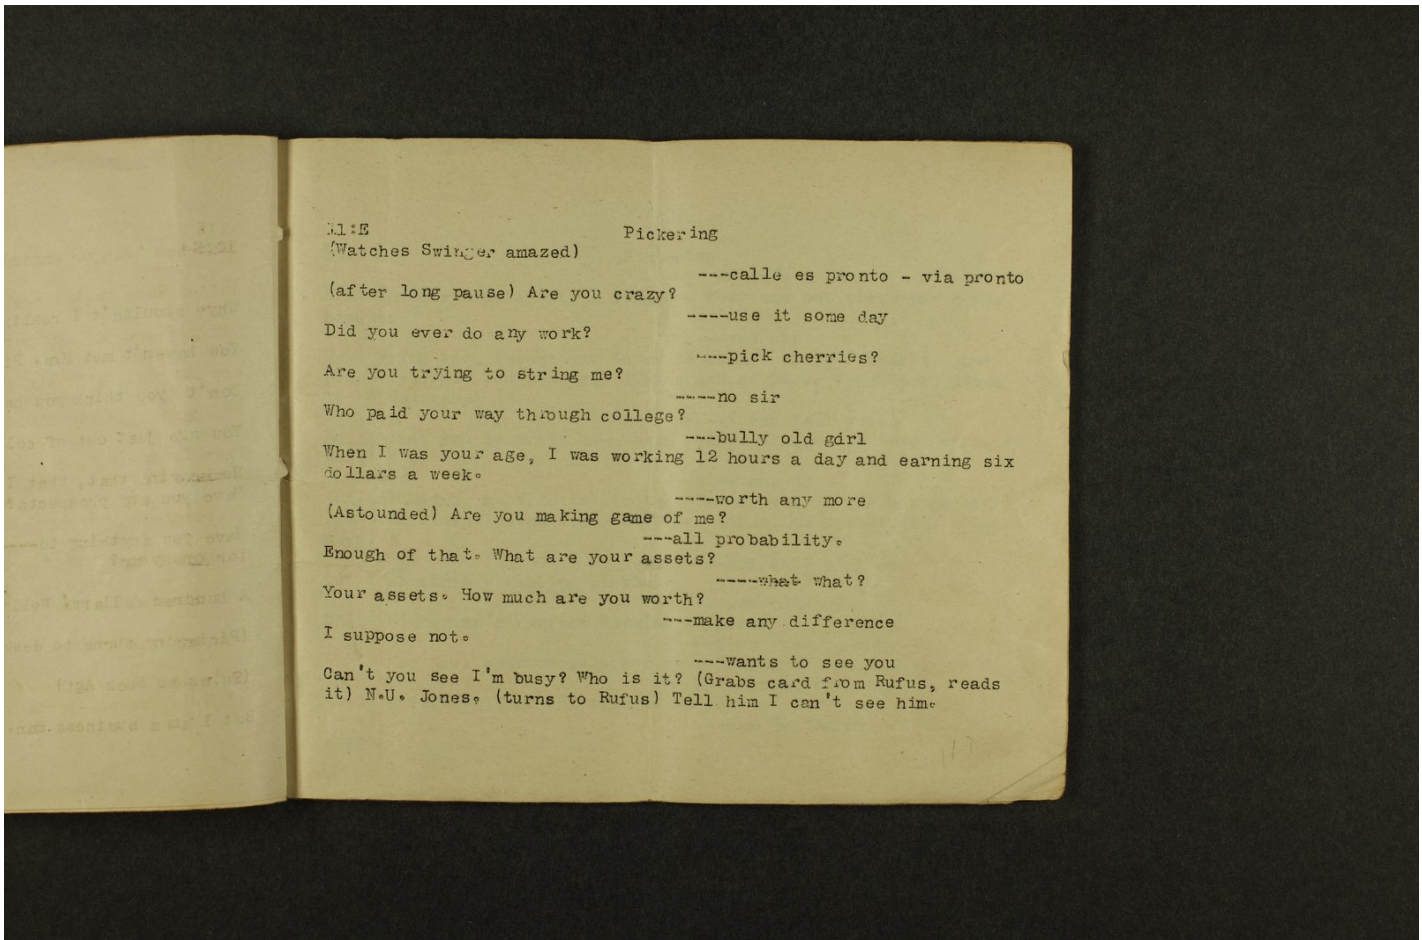 11:E Pickering
(Watches Swinger amazed)
---calle es pronto - via pronto
(after long pause) Are you crazy?
----use it some day
Did you ever do any work?
----pick cherries?
Are you trying to string me?
----no sir
Who paid your way through college?
---bully old gdrl
When I was your age, I was working 12 hours a day and earning six
dollars a week.
----worth any more
(Astounded) Are you making game of me?
---all probability.
Enough of that. What are your assets?
----what what?
Your assets. How much are you worth?
---make any difference
I suppose not.
---wants to see you
Can't you see I'm busy? Who is it? (Grabs card from Rufus, reads
it) N.U. Jones. (turns to Rufus) Tell him I can't see him.